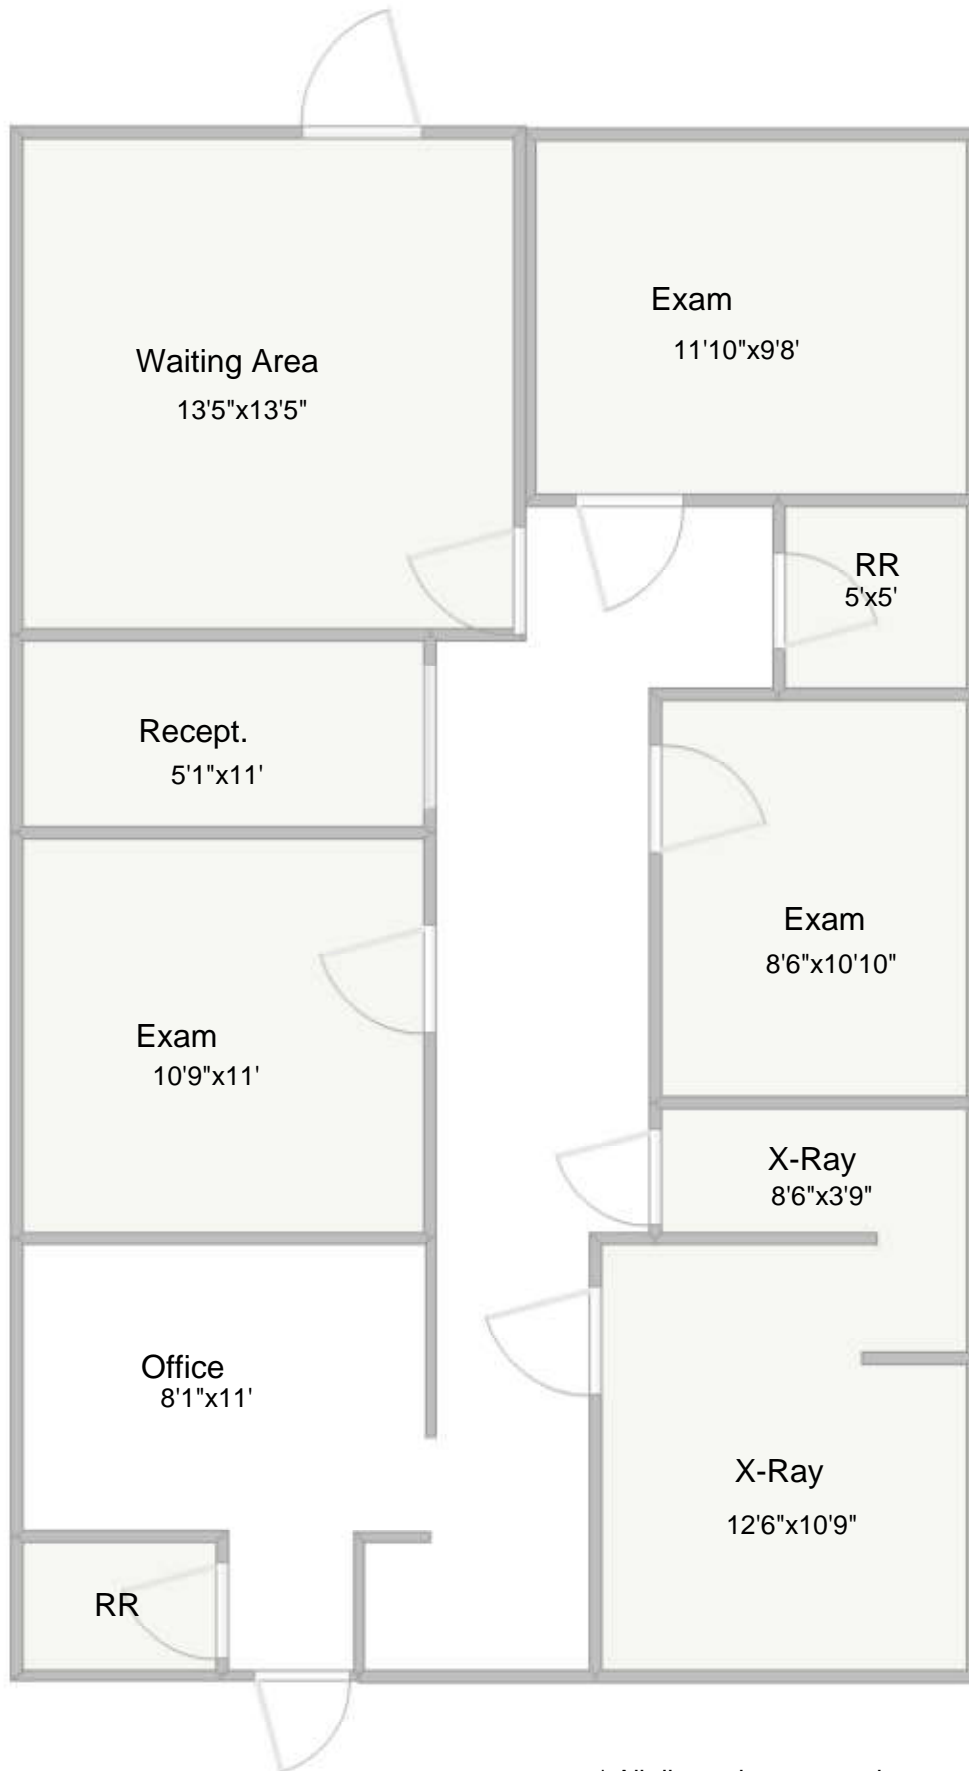 Exam
11'10"x9'8'
Waiting Area
13'5"x13'5"
RR
5'x5'
Recept.
5'1"x11'
Exam
8'6"x10'10"
Exam
10'9"x11'
X-Ray
8'6"x3'9"
Office
8'1"x11'
X-Ray
12'6"x10'9"
RR